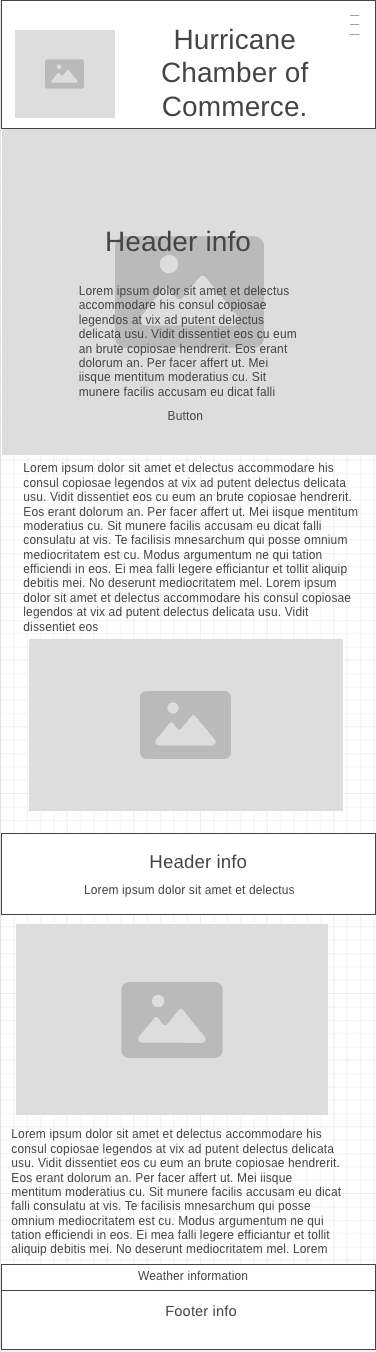 Hurricane
Chamber of
Commerce.
Header info
Lorem ipsum dolor sit amet et delectus
accommodare his consul copiosae
legendos at vix ad putent delectus
delicata usu. Vidit dissentiet eos cu eum
an brute copiosae hendrerit. Eos erant
dolorum an. Per facer affert ut. Mei
iisque mentitum moderatius cu. Sit
munere facilis accusam eu dicat falli
Button
Lorem ipsum dolor sit amet et delectus accommodare his
consul copiosae legendos at vix ad putent delectus delicata
usu. Vidit dissentiet eos cu eum an brute copiosae hendrerit.
Eos erant dolorum an. Per facer affert ut. Mei iisque mentitum
moderatius cu. Sit munere facilis accusam eu dicat falli
consulatu at vis. Te facilisis mnesarchum qui posse omnium
mediocritatem est cu. Modus argumentum ne qui tation
efficiendi in eos. Ei mea falli legere efficiantur et tollit aliquip
debitis mei. No deserunt mediocritatem mel. Lorem ipsum
dolor sit amet et delectus accommodare his consul copiosae
legendos at vix ad putent delectus delicata usu. Vidit
dissentiet eos
Header info
Lorem ipsum dolor sit amet et delectus
Lorem ipsum dolor sit amet et delectus accommodare his
consul copiosae legendos at vix ad putent delectus delicata
usu. Vidit dissentiet eos cu eum an brute copiosae hendrerit.
Eos erant dolorum an. Per facer affert ut. Mei iisque
mentitum moderatius cu. Sit munere facilis accusam eu dicat
falli consulatu at vis. Te facilisis mnesarchum qui posse
omnium mediocritatem est cu. Modus argumentum ne qui
tation efficiendi in eos. Ei mea falli legere efficiantur et tollit
aliquip debitis mei. No deserunt mediocritatem mel. Lorem
Weather information
Footer info